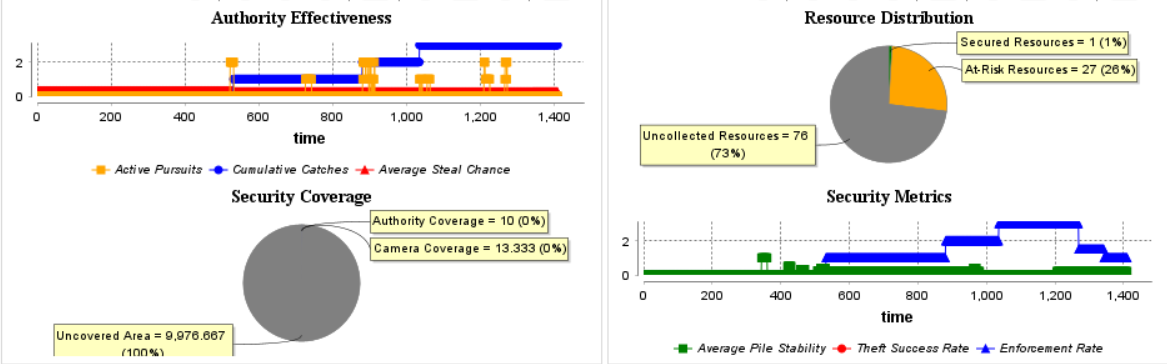 Authority Effectiveness
2
0
0 200 400 600 800 1,000 1,200 1,400
time
Active Pursuits Cumulative Catches Average Steal Chance
Security Coverage
Authority Coverage = 10 (0%)
Camera Coverage = 13.333 (0%)
Uncovered Area = 9,976.667
(100%)
Resource Distribution
Secured Resources = 1 (1%)
At-Risk Resources = 27 (26%)
Uncollected Resources = 76
(73%)
Security Metrics
2
0
0 200 400 600 800 1,000 1,200 1,400
time
Average Pile Stability Theft Success Rate Enforcement Rate